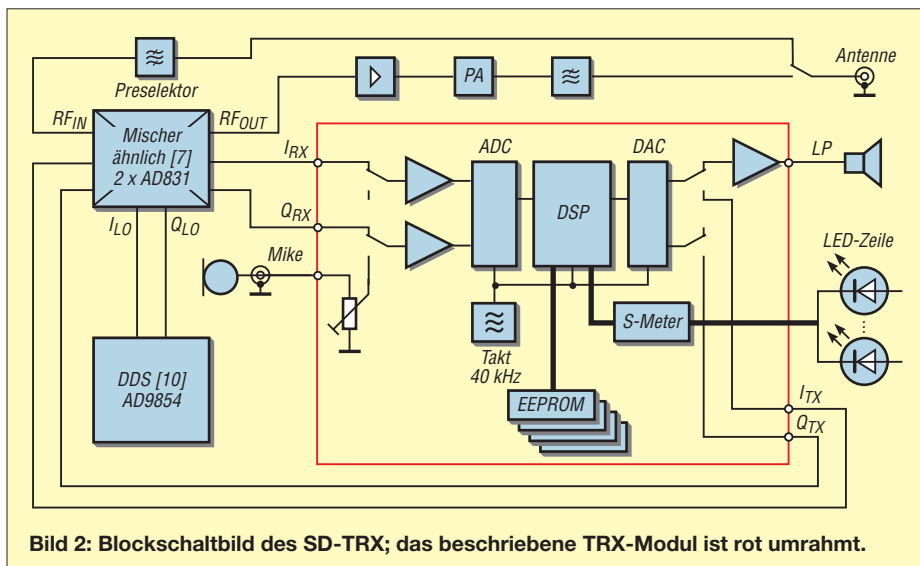 Antenne
Preselektor
PA
RF_IN
RF_OUT
Mischer
ähnlich [7]
2 x AD831
I_RX
ADC
DAC
LP
DSP
Q_RX
I_LO
Q_LO
Mike
LED-Zeile
S-Meter
Takt
40 kHz
DDS [10]
AD9854
EEPROM
I_TX
Q_TX
Bild 2: Blockschaltbild des SD-TRX; das beschriebene TRX-Modul ist rot umrahmt.